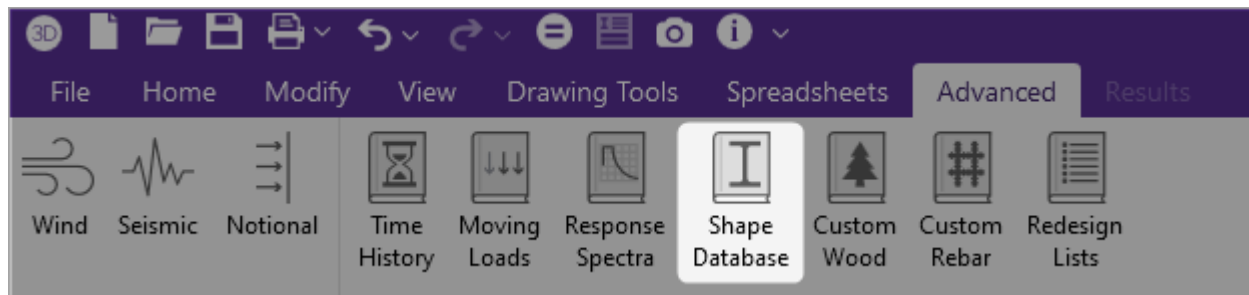 3D
File Home Modify View Drawing Tools Spreadsheets Advanced Results
Wind Seismic Notional Time History Moving Loads Response Spectra Shape Database Custom Wood Custom Rebar Redesign Lists